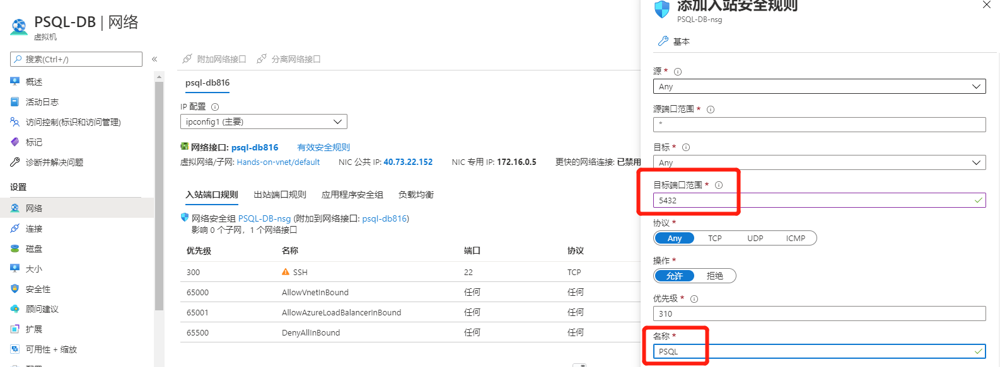 PSQL-DB | 网络
虚拟机
搜索(Ctrl+/)
«
概述
活动日志
访问控制(标识和访问管理)
标记
诊断并解决问题
设置
网络
连接
磁盘
大小
安全性
顾问建议
扩展
可用性 + 缩放
附加网络接口 分离网络接口
psql-db816
IP 配置
ipconfig1 (主要)
网络接口: psql-db816 有效安全规则
虚拟网络/子网: Hands-on-vnet/default NIC 公共 IP: 40.73.22.152 NIC 专用 IP: 172.16.0.5 更快的网络连接: 已禁用
入站端口规则 出站端口规则 应用程序安全组 负载均衡
网络安全组 PSQL-DB-nsg (附加到网络接口: psql-db816)
影响 0 个子网，1 个网络接口
优先级 名称 端口 协议
300 SSH 22 TCP
65000 AllowVnetInBound 任何 任何
65001 AllowAzureLoadBalancerInBound 任何 任何
65500 DenyAllInBound 任何 任何
添加入站安全规则
PSQL-DB-nsg
基本
源 *
Any
源端口范围 *
*
目标 *
Any
目标端口范围 *
5432
协议 *
Any TCP UDP ICMP
操作 *
允许 拒绝
优先级 *
310
名称 *
PSQL